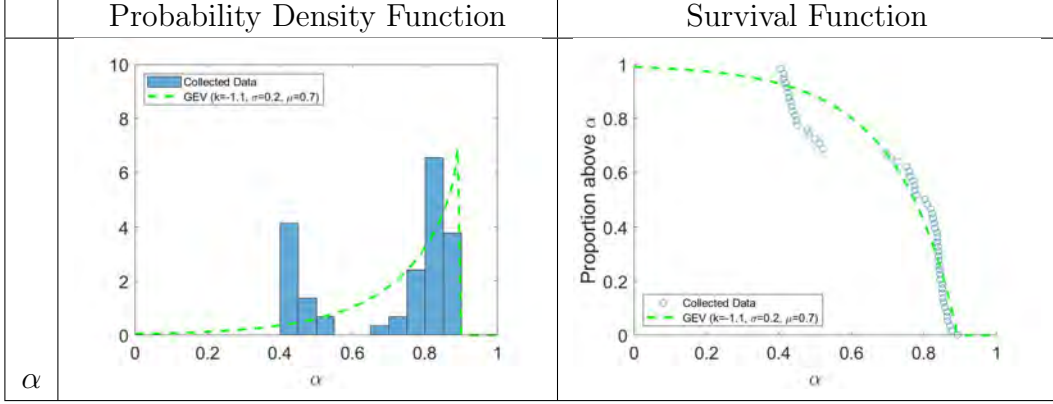 Probability Density Function
Survival Function
10
8
6
4
2
0
0
0.2
0.4
0.6
0.8
1
α
Collected Data
GEV (k=-1.1, σ=0.2, μ=0.7)
Proportion above α
1
0.8
0.6
0.4
0.2
0
0
0.2
0.4
0.6
0.8
1
α
Collected Data
GEV (k=-1.1, σ=0.2, μ=0.7)
α